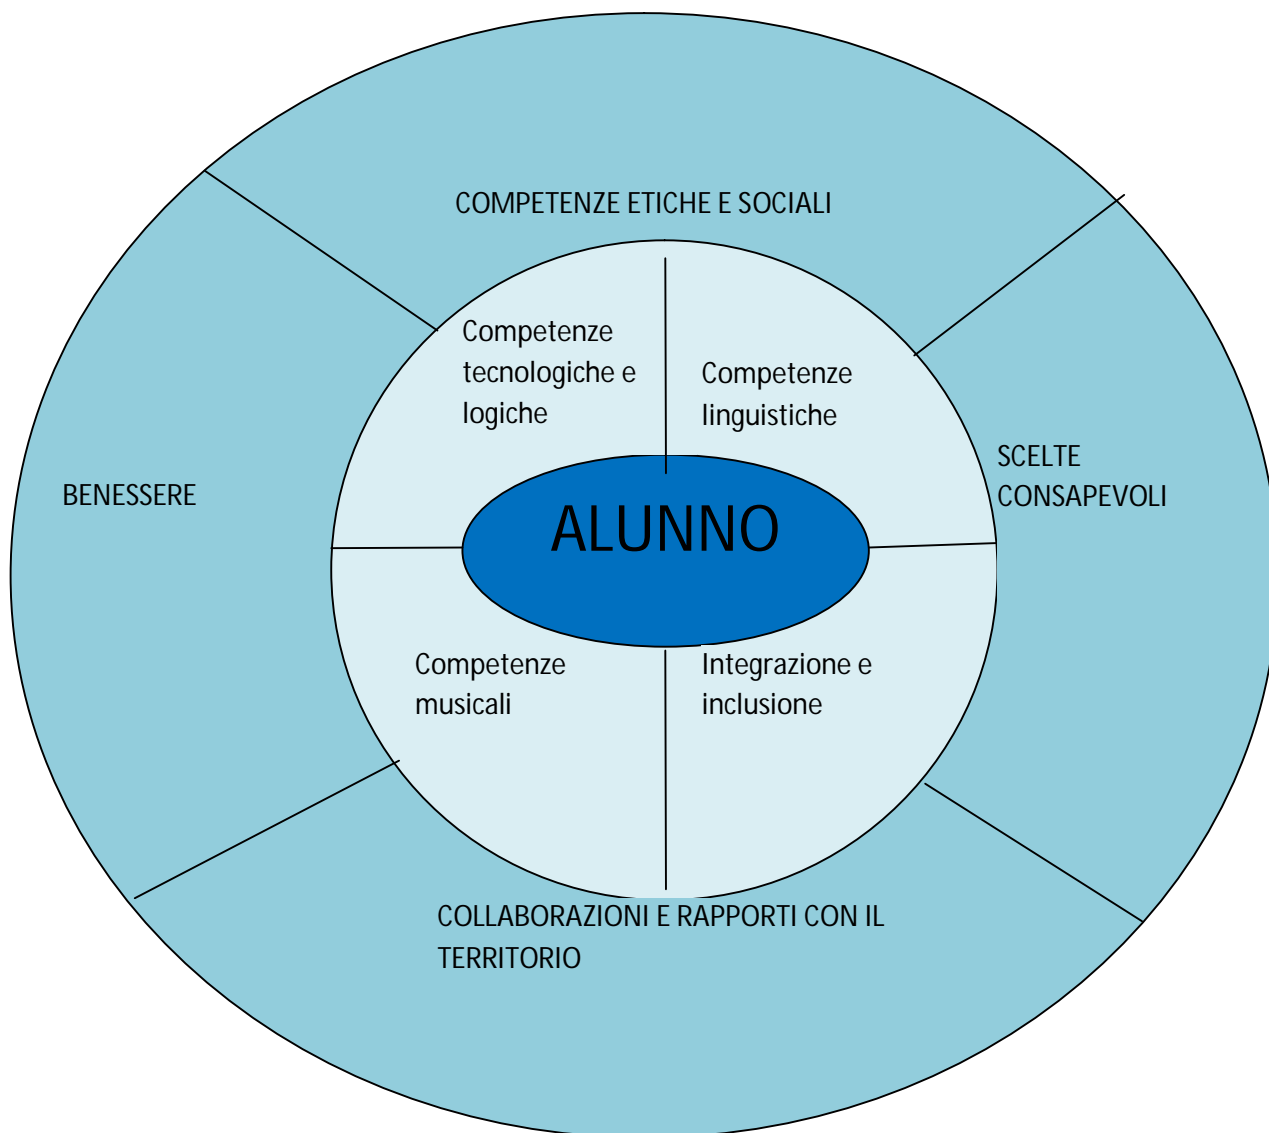 COMPETENZE ETICHE E SOCIALI
Competenze
tecnologiche e
logiche
Competenze
linguistiche
BENESSERE
SCELTE
CONSAPEVOLI
ALUNNO
Competenze
musicali
Integrazione e
inclusione
COLLABORAZIONI E RAPPORTI CON IL
TERRITORIO